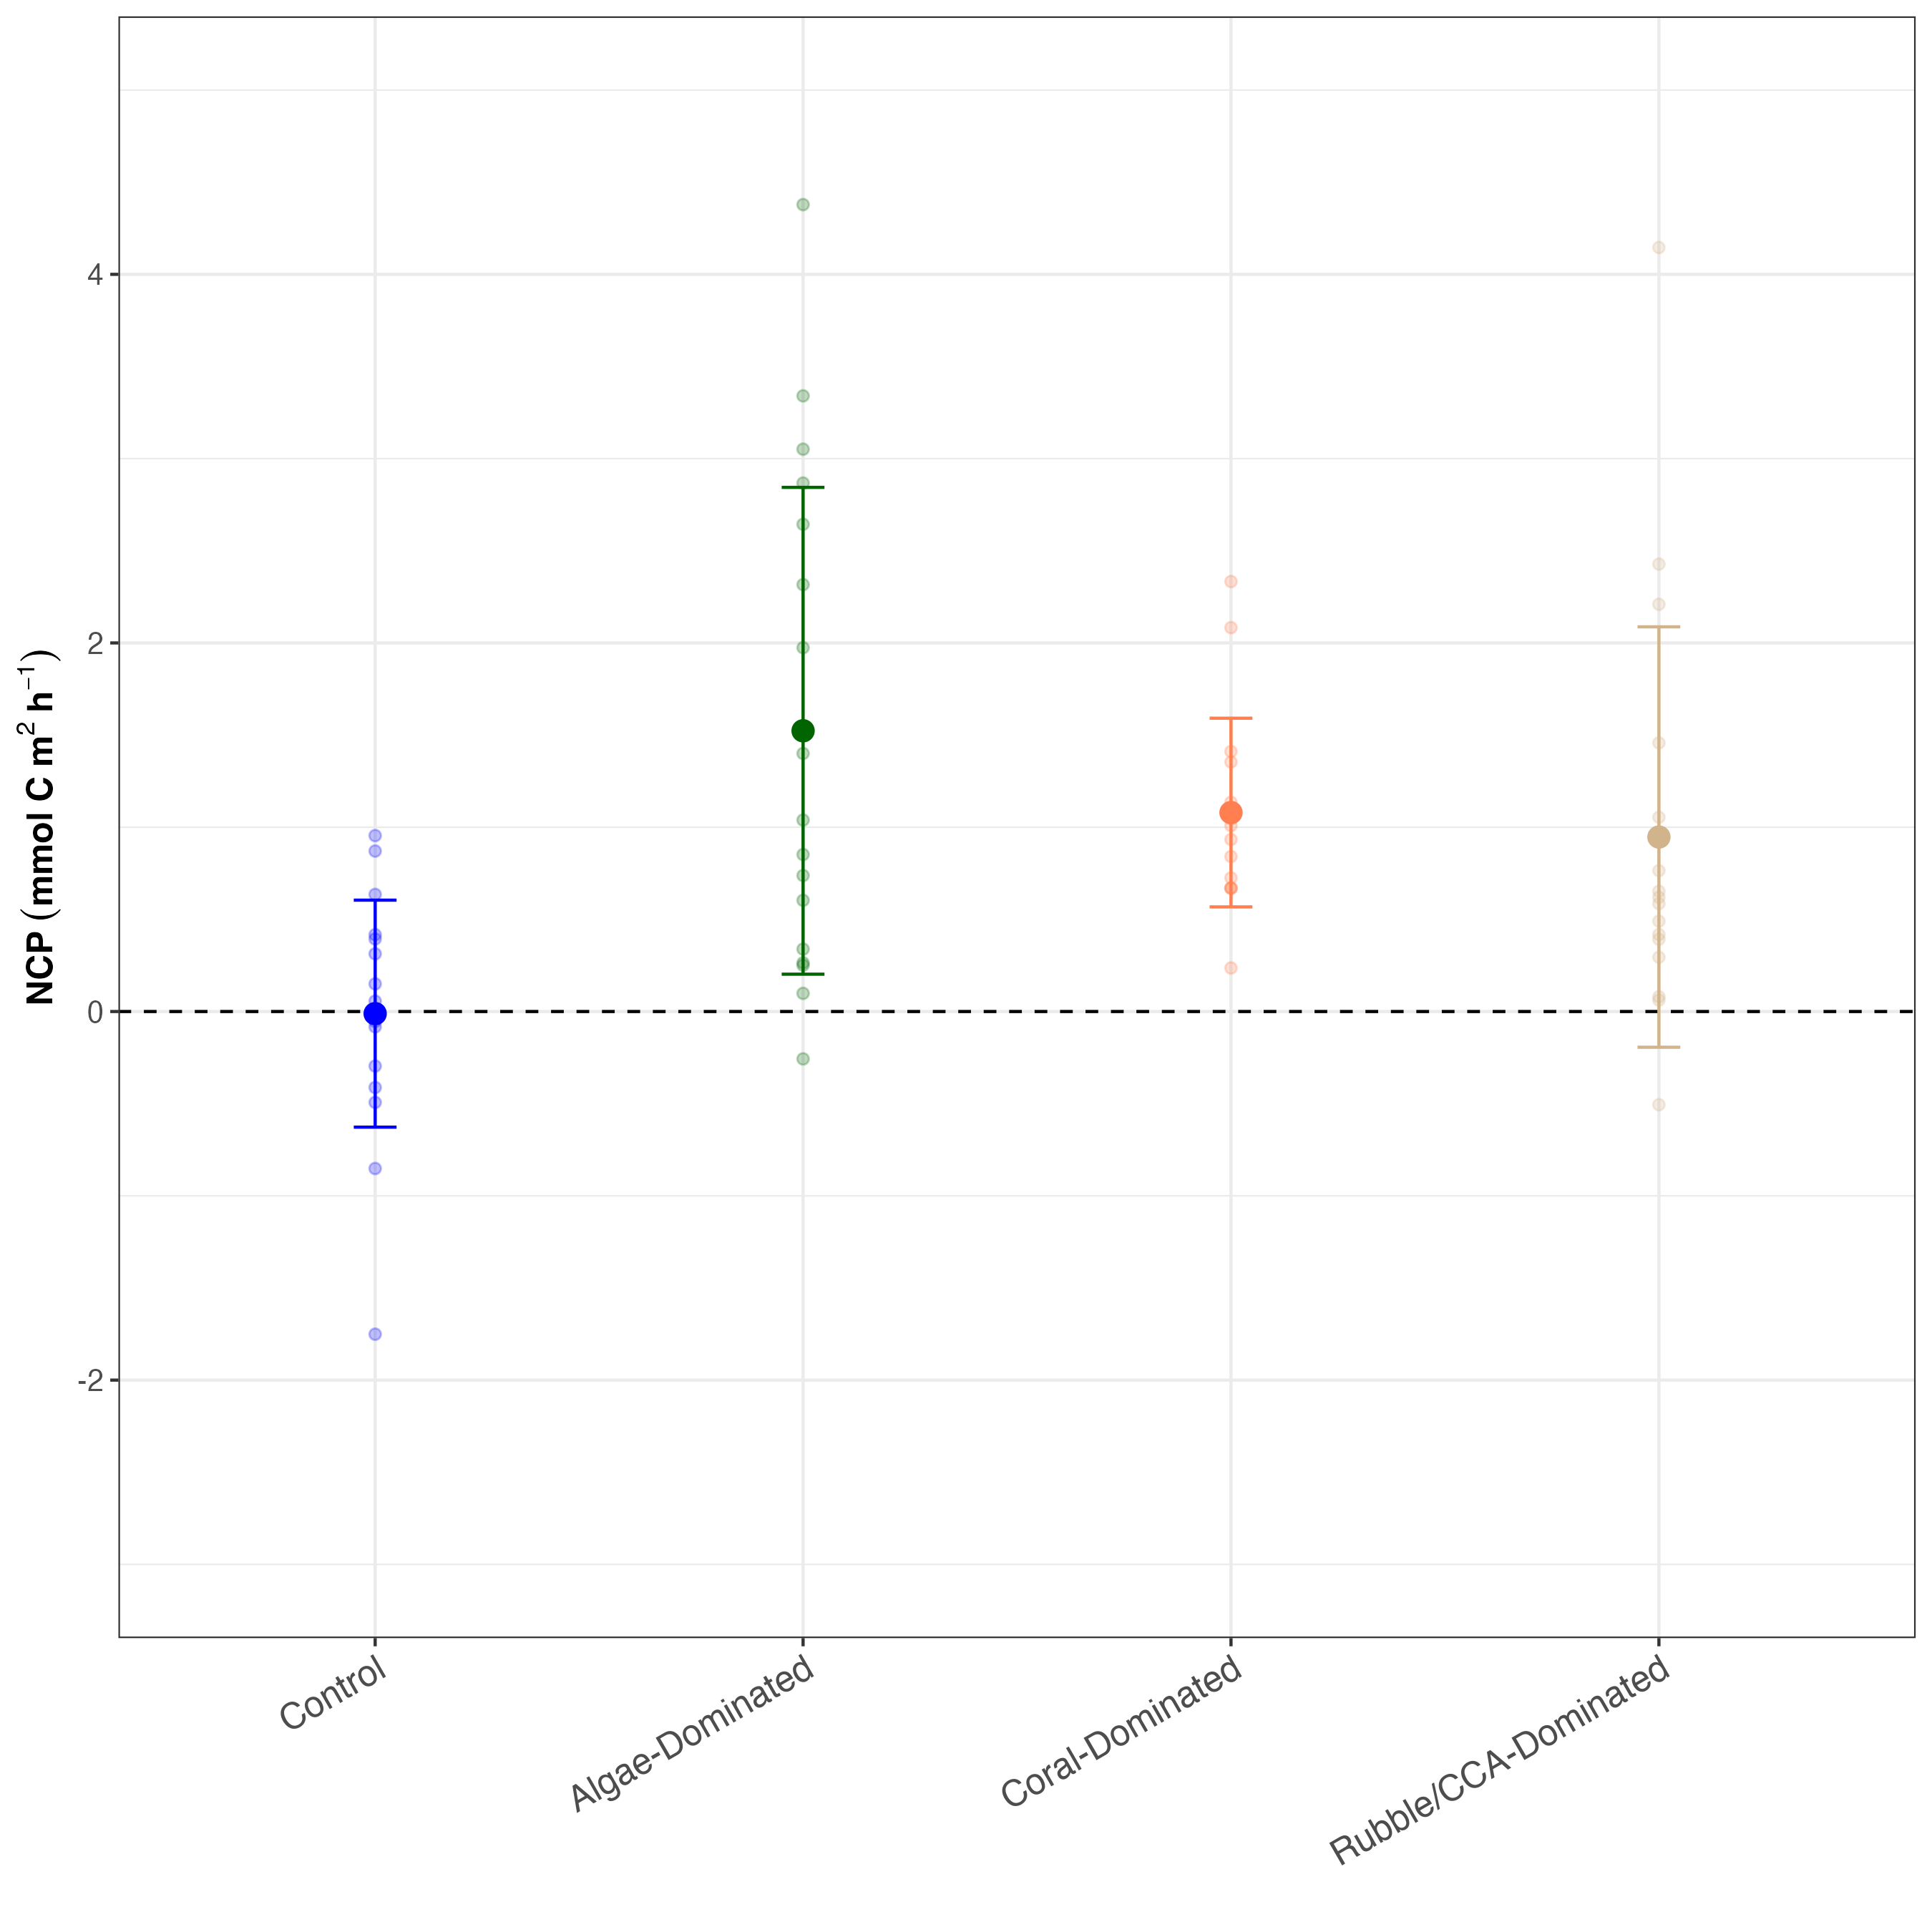 NCP (mmol C m² h⁻¹)
4
2
0
-2
Control
Algae-Dominated
Coral-Dominated
Rubble/CCA-Dominated